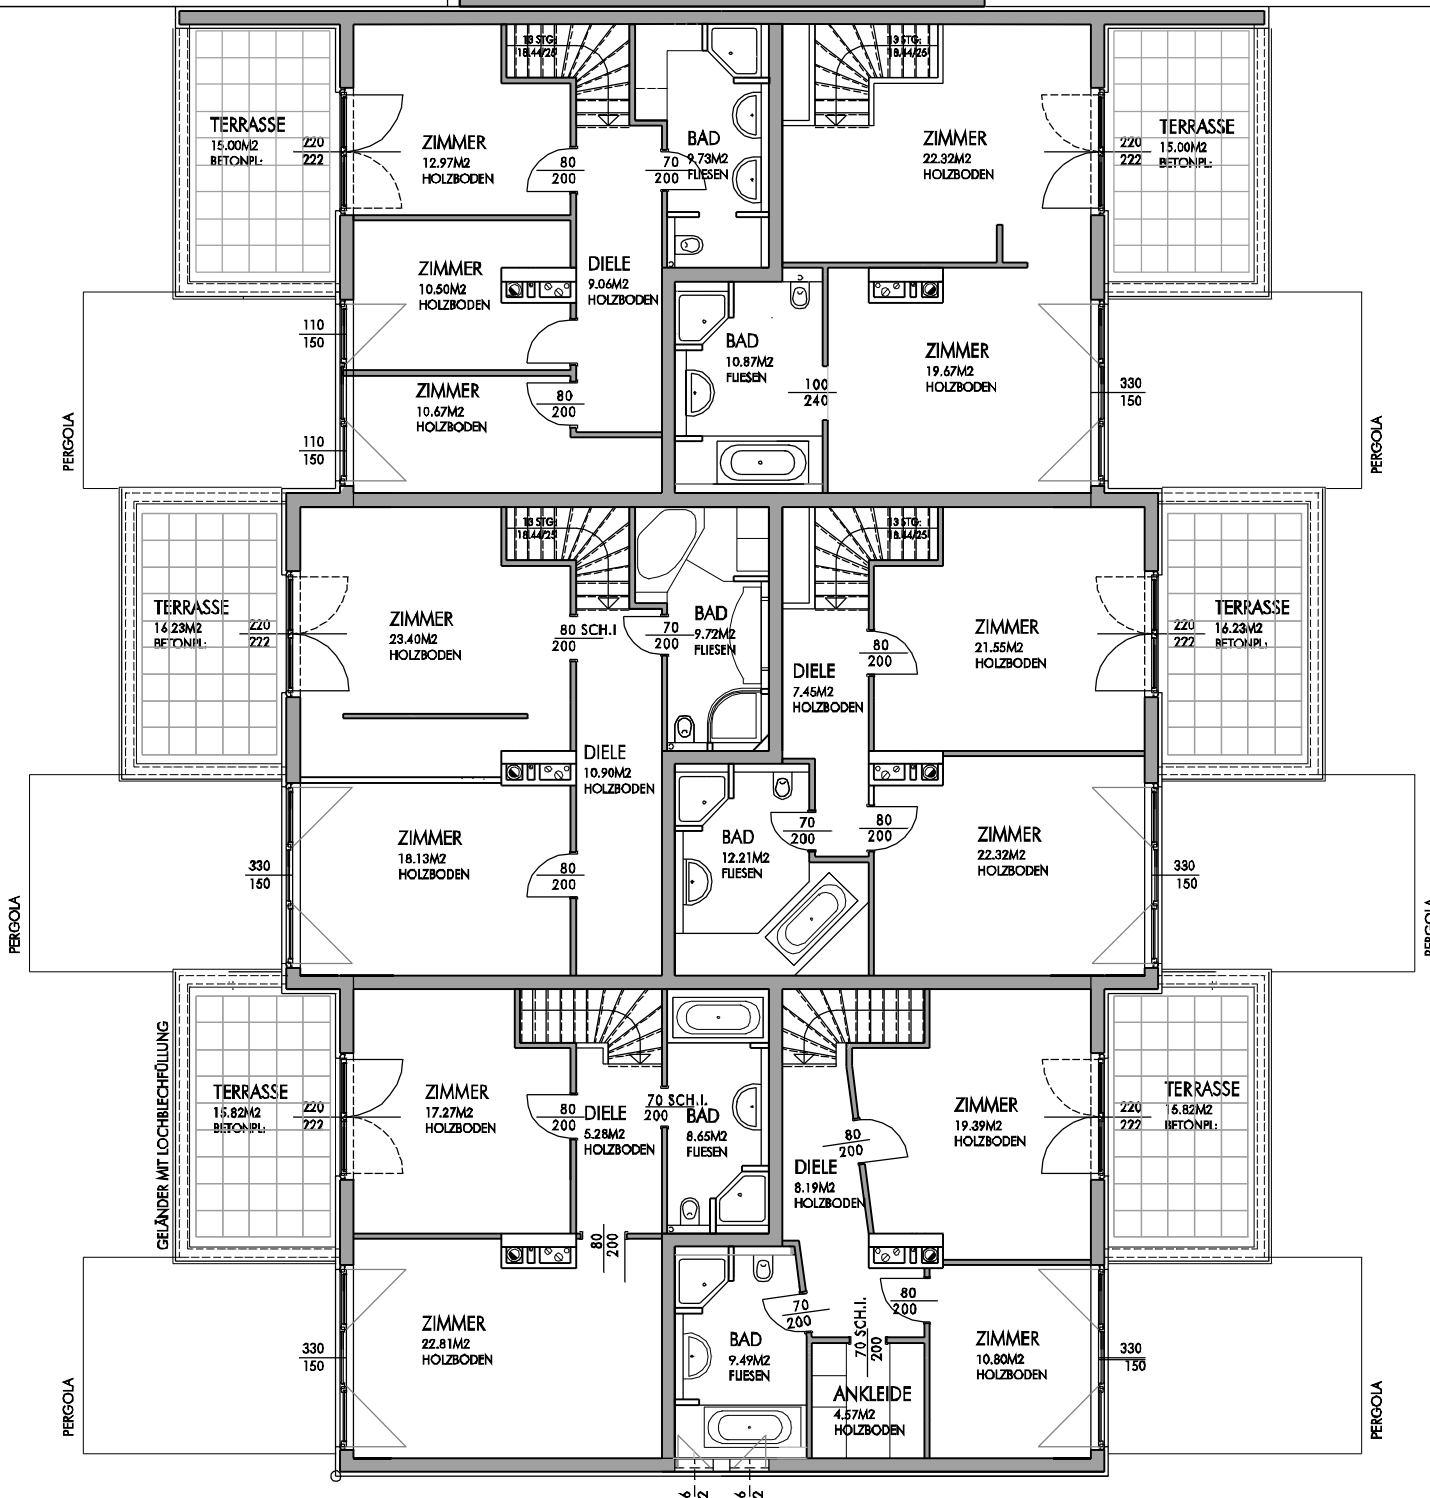 13 STG.
18.44/25
13 STG.
18.44/25
TERRASSE
15.00M2
BETONPL:
220
222
ZIMMER
12.97M2
HOLZBODEN
80
200
70
200
BAD
9.73M2
FLIESEN
ZIMMER
22.32M2
HOLZBODEN
220
222
TERRASSE
15.00M2
BETONPL:
ZIMMER
10.50M2
HOLZBODEN
DIELE
9.06M2
HOLZBODEN
110
150
BAD
10.87M2
FLIESEN
ZIMMER
19.67M2
HOLZBODEN
100
240
330
150
ZIMMER
10.67M2
HOLZBODEN
80
200
110
150
PERGOLA
PERGOLA
13 STG.
18.44/25
13 STG.
18.44/25
TERRASSE
16.23M2
BETONPL:
220
222
ZIMMER
23.40M2
HOLZBODEN
80 SCH.I
200
70
200
BAD
9.72M2
FLIESEN
DIELE
7.45M2
HOLZBODEN
80
200
ZIMMER
21.55M2
HOLZBODEN
220
222
TERRASSE
16.23M2
BETONPL:
DIELE
10.90M2
HOLZBODEN
ZIMMER
18.13M2
HOLZBODEN
330
150
80
200
BAD
12.21M2
FLIESEN
70
200
80
200
ZIMMER
22.32M2
HOLZBODEN
330
150
PERGOLA
PERGOLA
GELÄNDER MIT LOCHBLECHFÜLLUNG
TERRASSE
15.82M2
BETONPL:
220
222
ZIMMER
17.27M2
HOLZBODEN
80
200
DIELE
5.28M2
HOLZBODEN
70 SCH.I.
200
BAD
8.65M2
FLIESEN
80
200
DIELE
8.19M2
HOLZBODEN
ZIMMER
19.39M2
HOLZBODEN
220
222
TERRASSE
15.82M2
BETONPL:
80
200
ZIMMER
22.81M2
HOLZBODEN
330
150
BAD
9.49M2
FLIESEN
70
200
70 SCH.I.
200
80
200
ZIMMER
10.80M2
HOLZBODEN
330
150
ANKLEIDE
4.57M2
HOLZBODEN
PERGOLA
PERGOLA